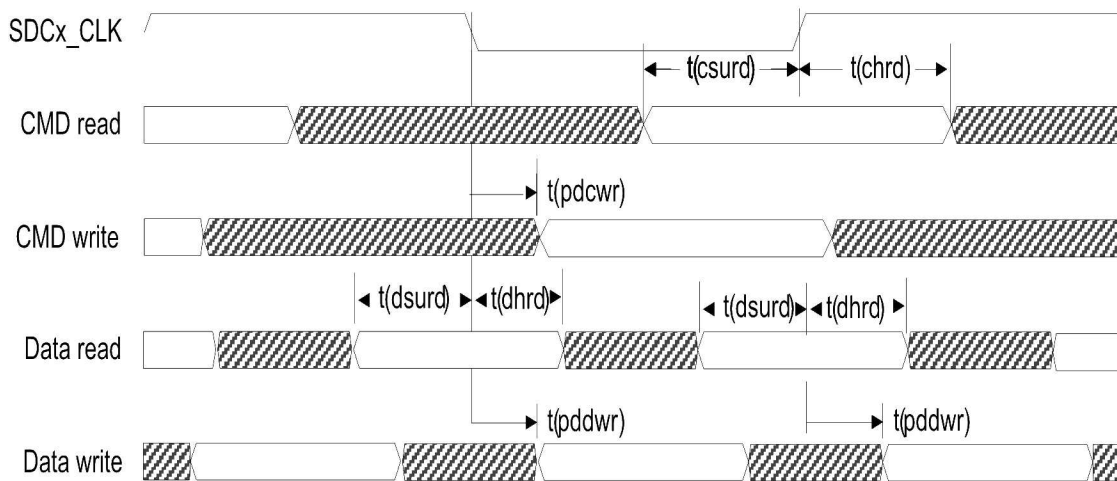 SDCx_CLK
t(csurd) t(chrd)
CMD read
t(pdcwr)
CMD write
t(dsurd) t(dhrd) t(dsurd) t(dhrd)
Data read
t(pddwr) t(pddwr)
Data write